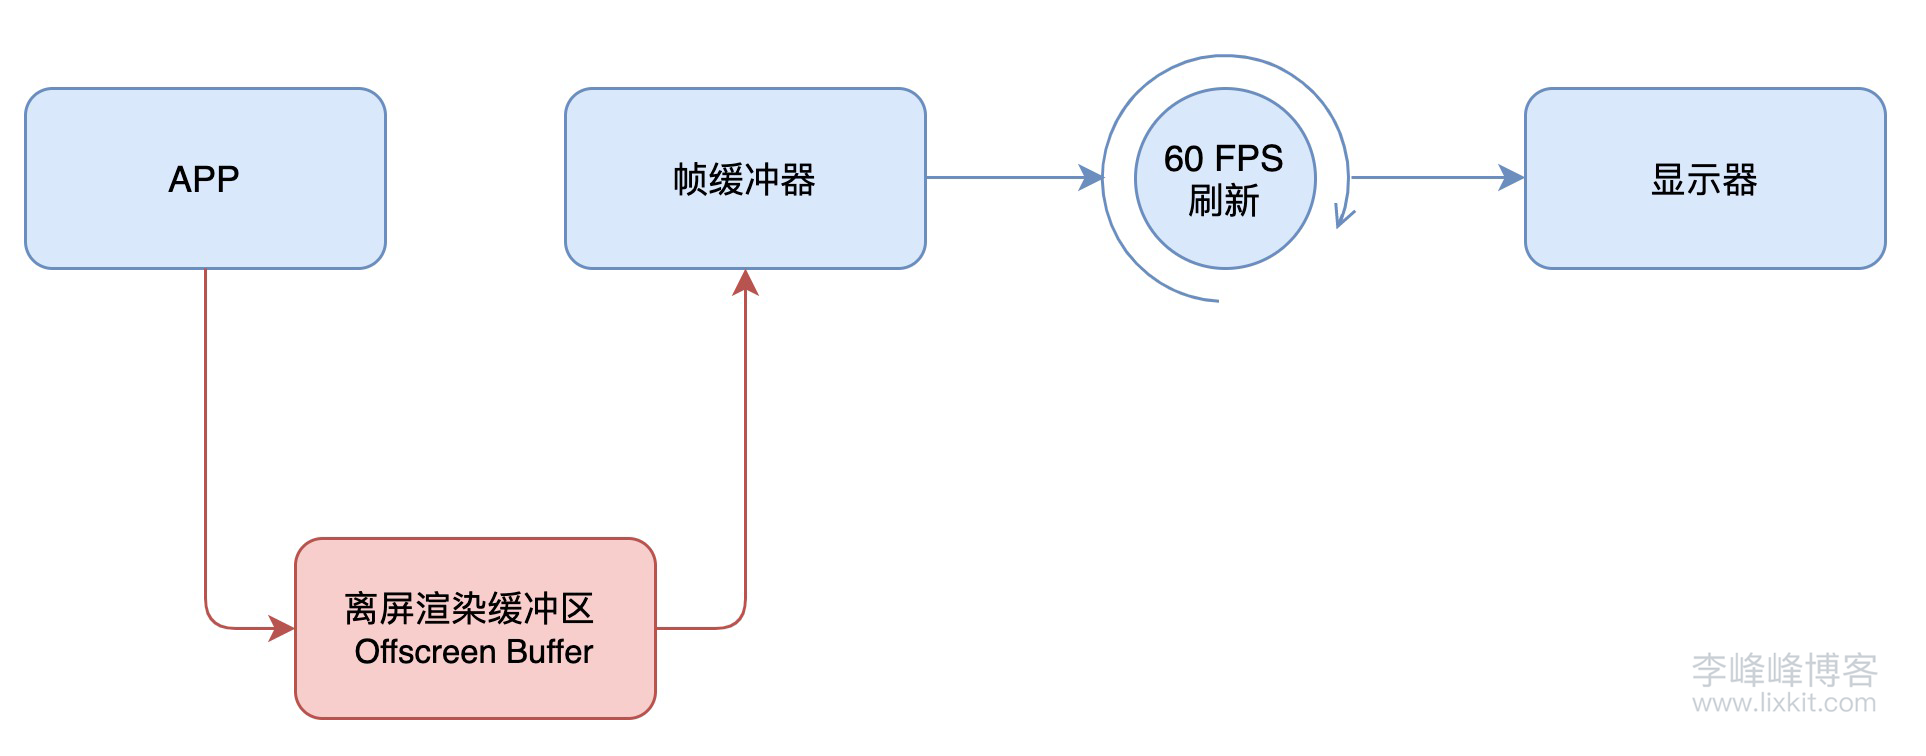 APP
帧缓冲器
60 FPS
刷新
显示器
离屏渲染缓冲区
Offscreen Buffer
李峰峰博客
www.lixkit.com